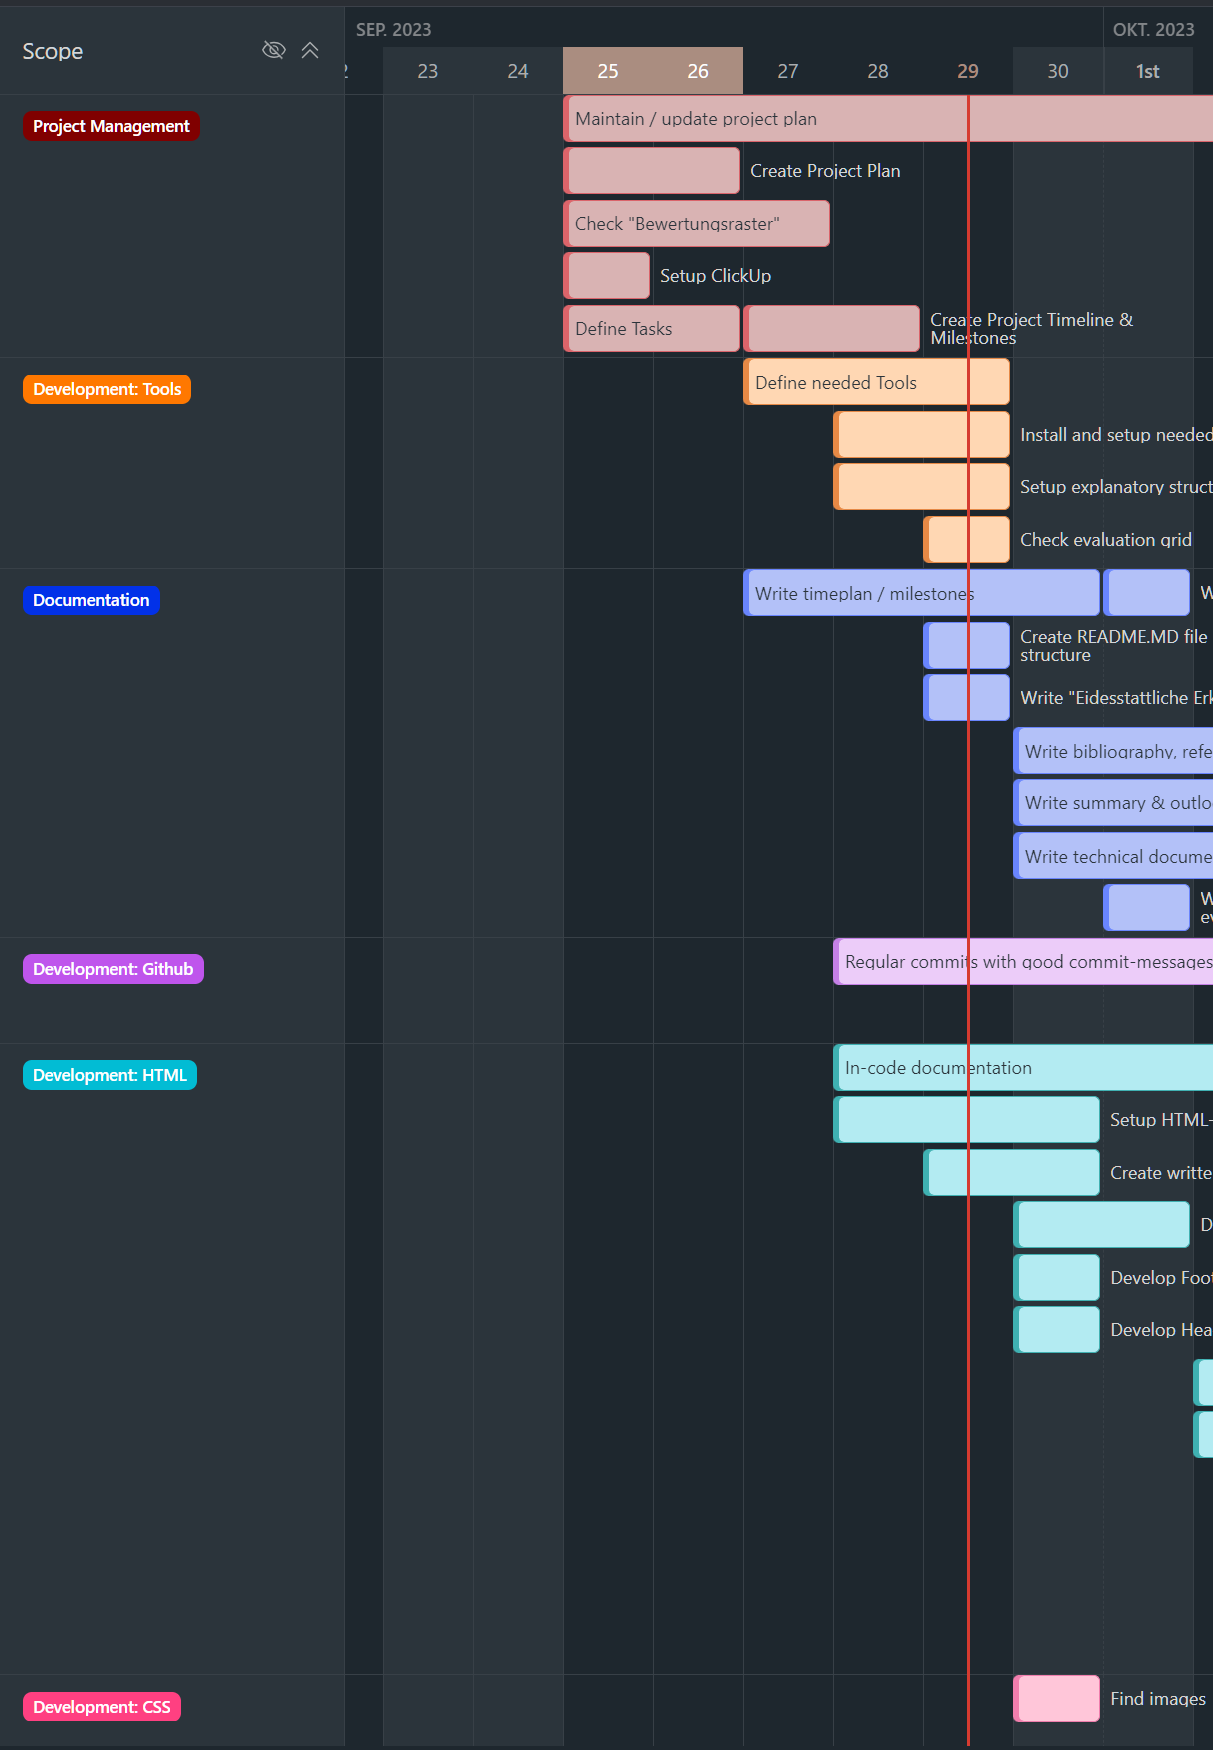 SEP. 2023
OKT. 2023
Scope
23 24 25 26 27 28 29 30 1st
Project Management
Maintain / update project plan
Create Project Plan
Check "Bewertungsraster"
Setup ClickUp
Define Tasks
Create Project Timeline &
Milestones
Development: Tools
Define needed Tools
Install and setup needed
Setup explanatory struct
Check evaluation grid
Documentation
Write timeplan / milestones
W
Create README.MD file
structure
Write "Eidesstattliche Erk
Write bibliography, refe
Write summary & outlo
Write technical docume
W
ev
Development: Github
Regular commits with good commit-messages
Development: HTML
In-code documentation
Setup HTML-
Create writte
D
Develop Foot
Develop Hea
Development: CSS
Find images